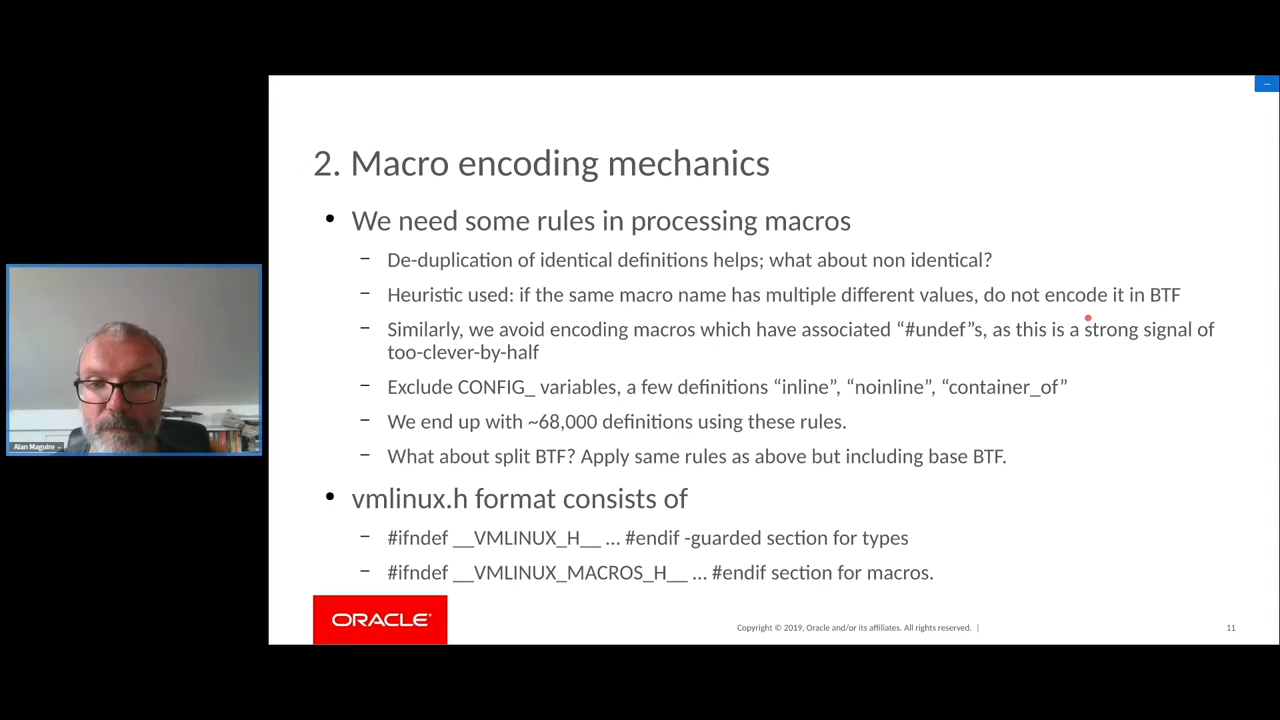 2. Macro encoding mechanics
• We need some rules in processing macros
– De-duplication of identical definitions helps; what about non identical?
– Heuristic used: if the same macro name has multiple different values, do not encode it in BTF
– Similarly, we avoid encoding macros which have associated “#undef”s, as this is a strong signal of
too-clever-by-half
– Exclude CONFIG_ variables, a few definitions “inline”, “noinline”, “container_of”
– We end up with ~68,000 definitions using these rules.
– What about split BTF? Apply same rules as above but including base BTF.
• vmlinux.h format consists of
– #ifndef __VMLINUX_H__ ... #endif -guarded section for types
– #ifndef __VMLINUX_MACROS_H__ ... #endif section for macros.
ORACLE®
Copyright © 2019, Oracle and/or its affiliates. All rights reserved. |
11
Alan Maguire